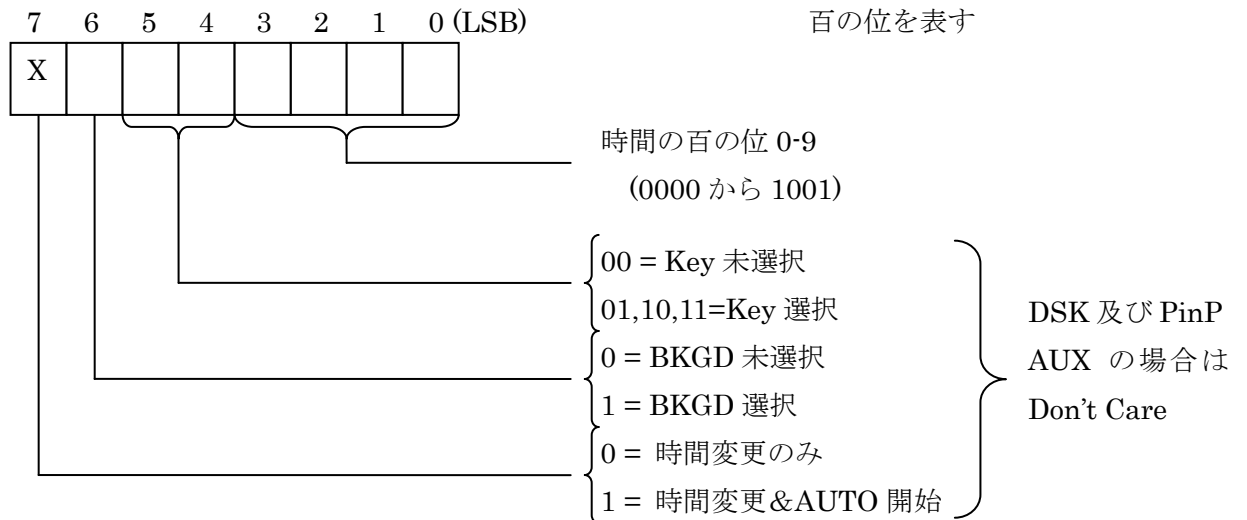 7 6 5 4 3 2 1 0 (LSB) 百の位を表す
X
時間の百の位 0-9
(0000 から 1001)
00 = Key 未選択
01,10,11=Key 選択
0 = BKGD 未選択
1 = BKGD 選択
0 = 時間変更のみ
1 = 時間変更&AUTO 開始
DSK 及び PinP
AUX の場合は
Don't Care